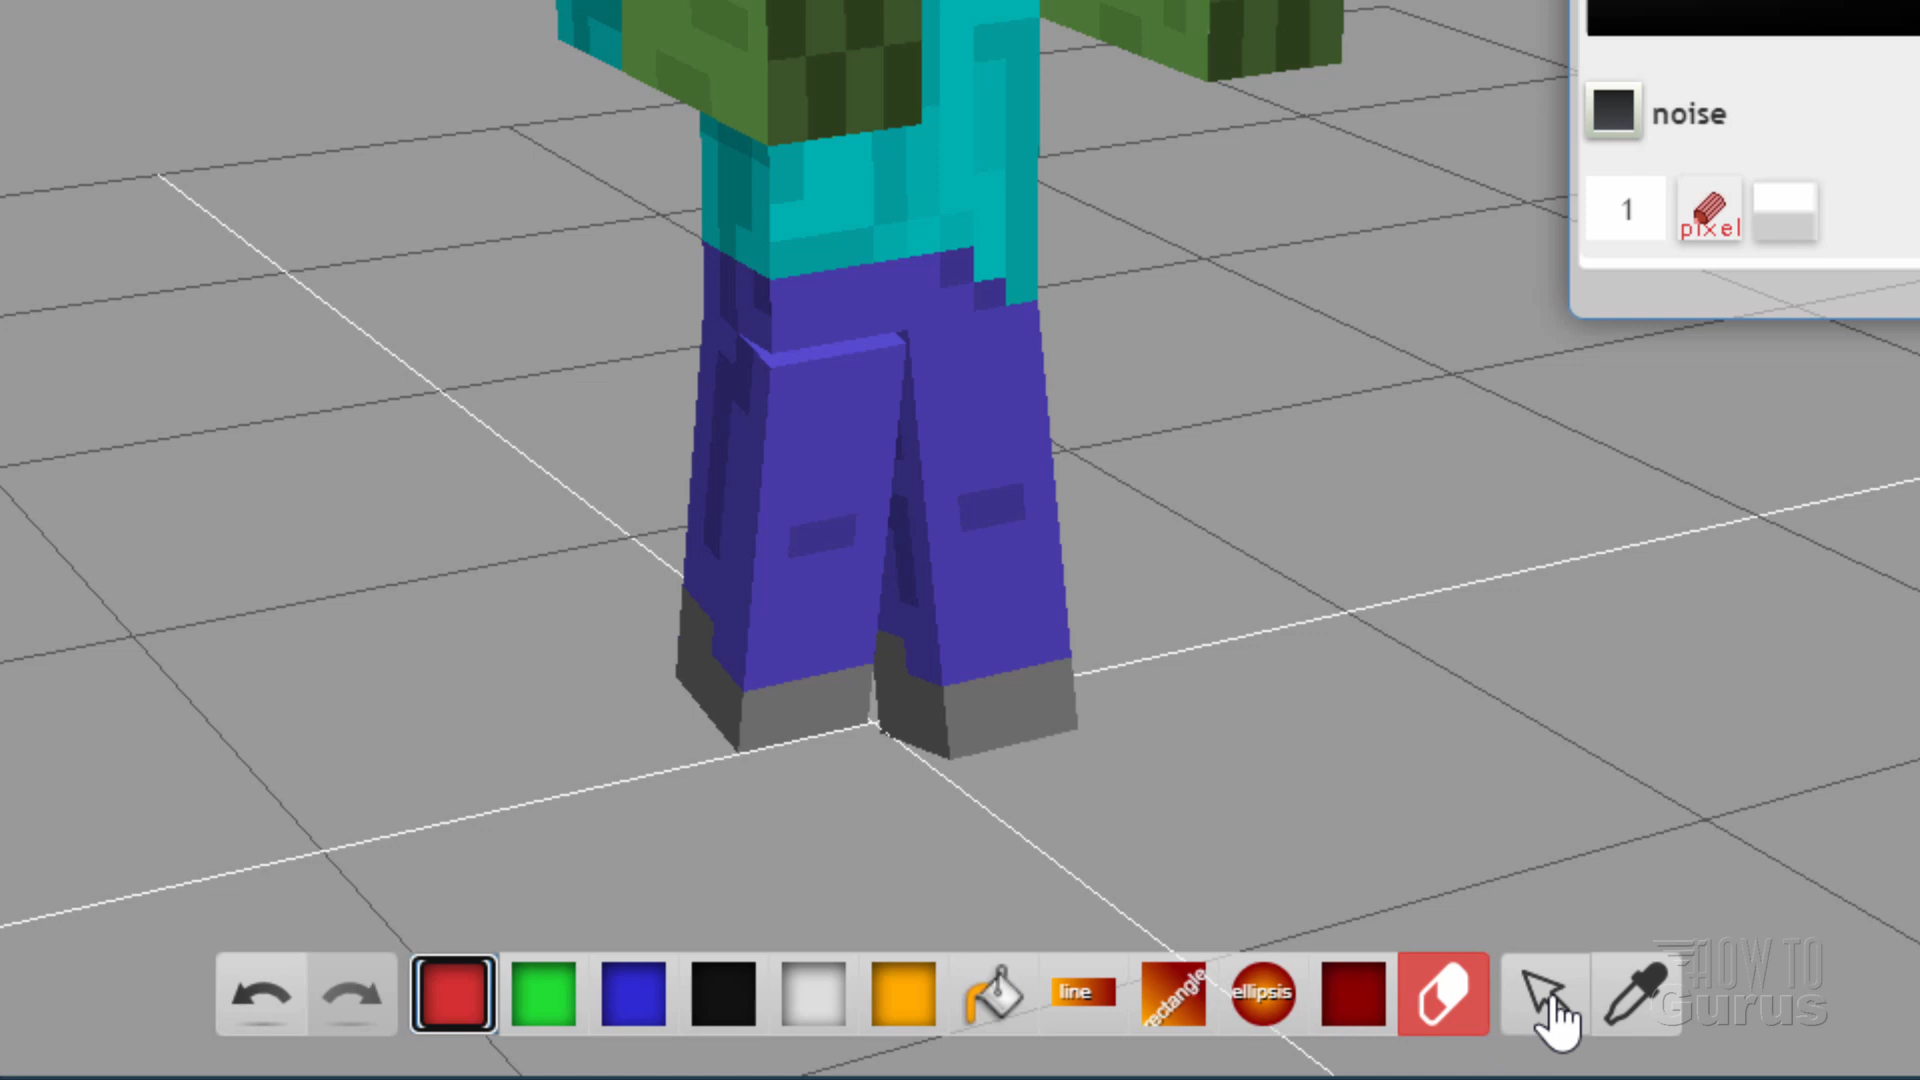 noise
1
pixel
line
rectangle
ellipsis
HOW TO
Gurus